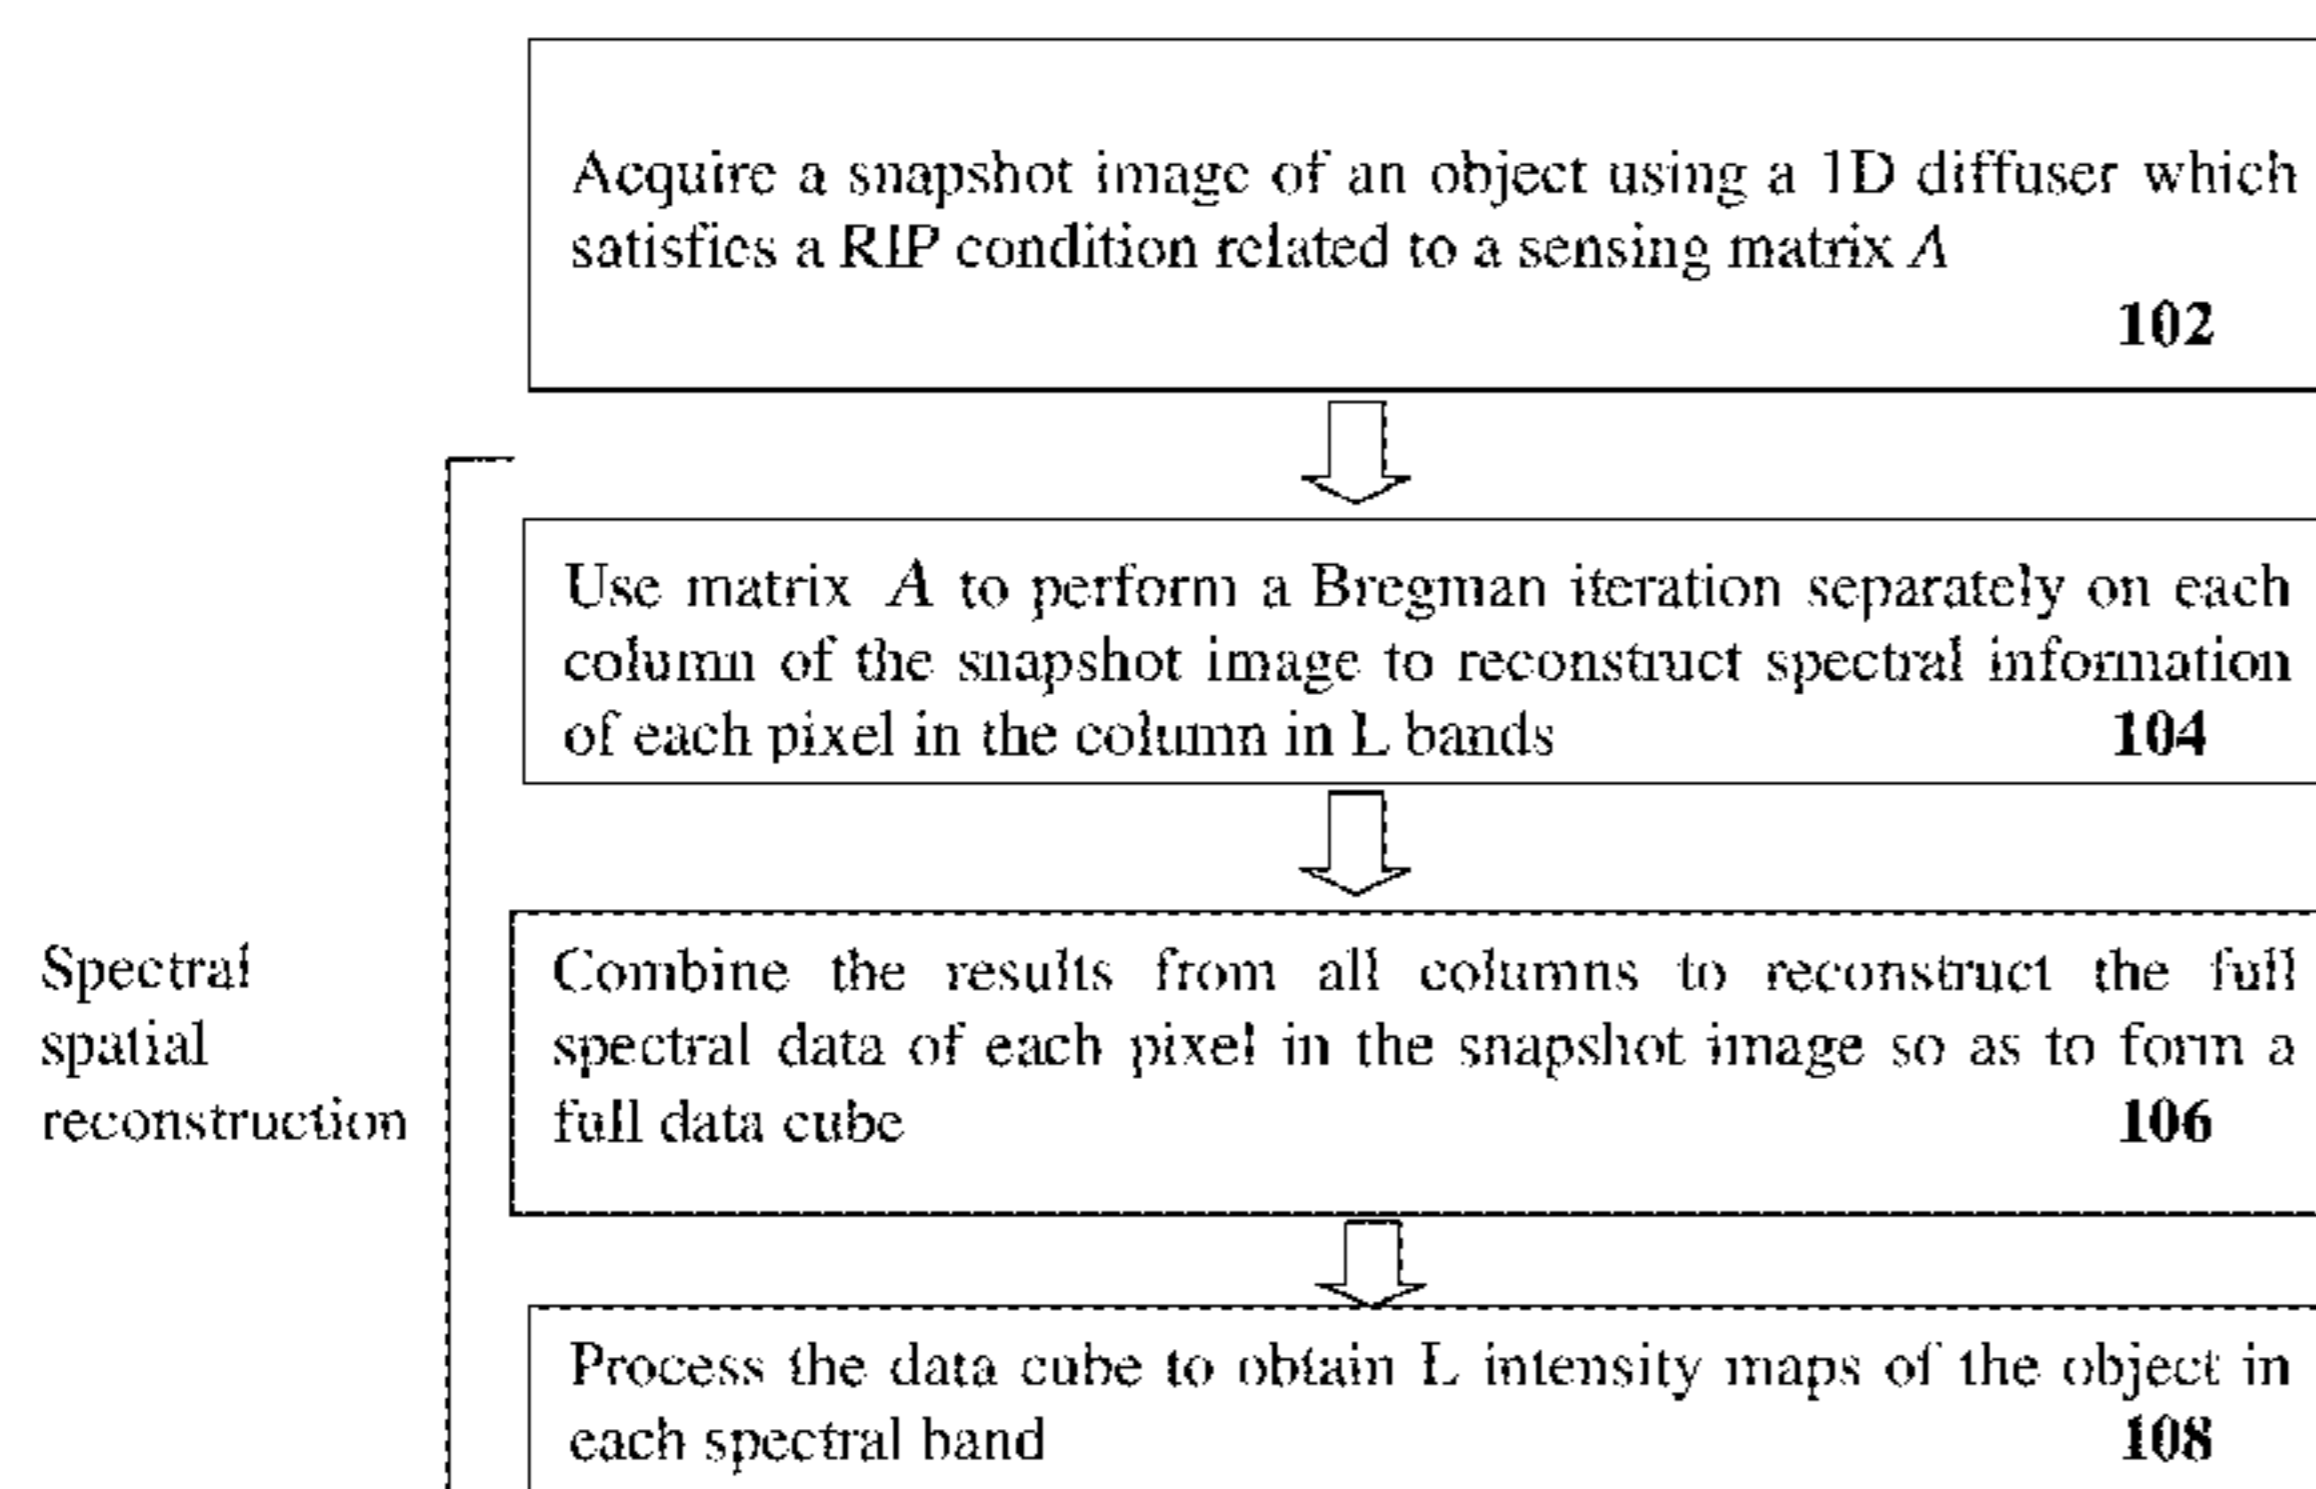 Acquire a snapshot image of an object using a 1D diffuser which
satisfies a RIP condition related to a sensing matrix A
102
Use matrix A to perform a Bregman iteration separately on each
column of the snapshot image to reconstruct spectral information
of each pixel in the column in L bands 104
Spectral
spatial
reconstruction
Combine the results from all columns to reconstruct the full
spectral data of each pixel in the snapshot image so as to form a
full data cube 106
Process the data cube to obtain L intensity maps of the object in
each spectral band 108